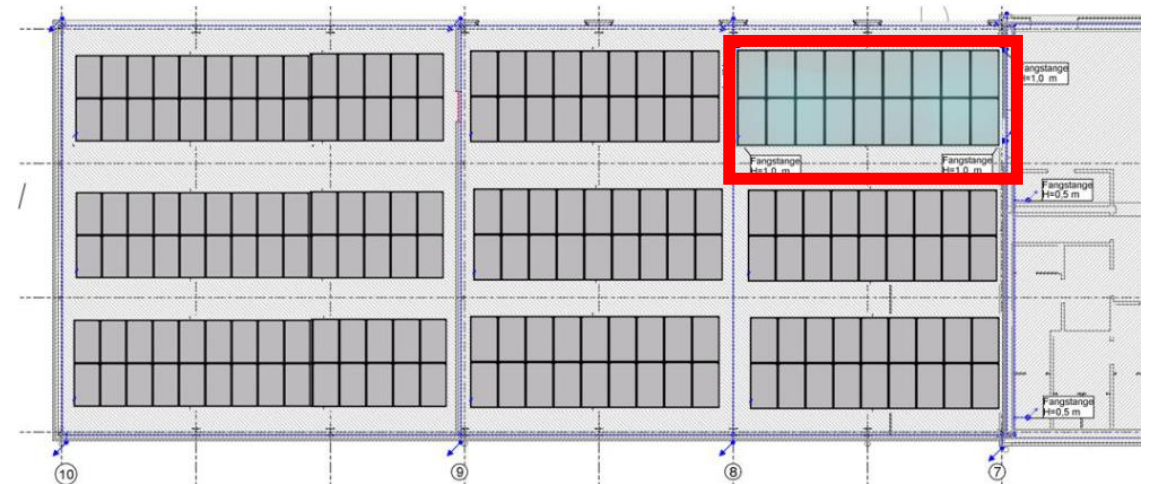 angstange
H=1,0 m
Fangstange
H=1,0 m
Fangstange
H=1,0 m
Fangstange
H=0,5 m
Fangstange
H=0,5 m
10
9
8
7